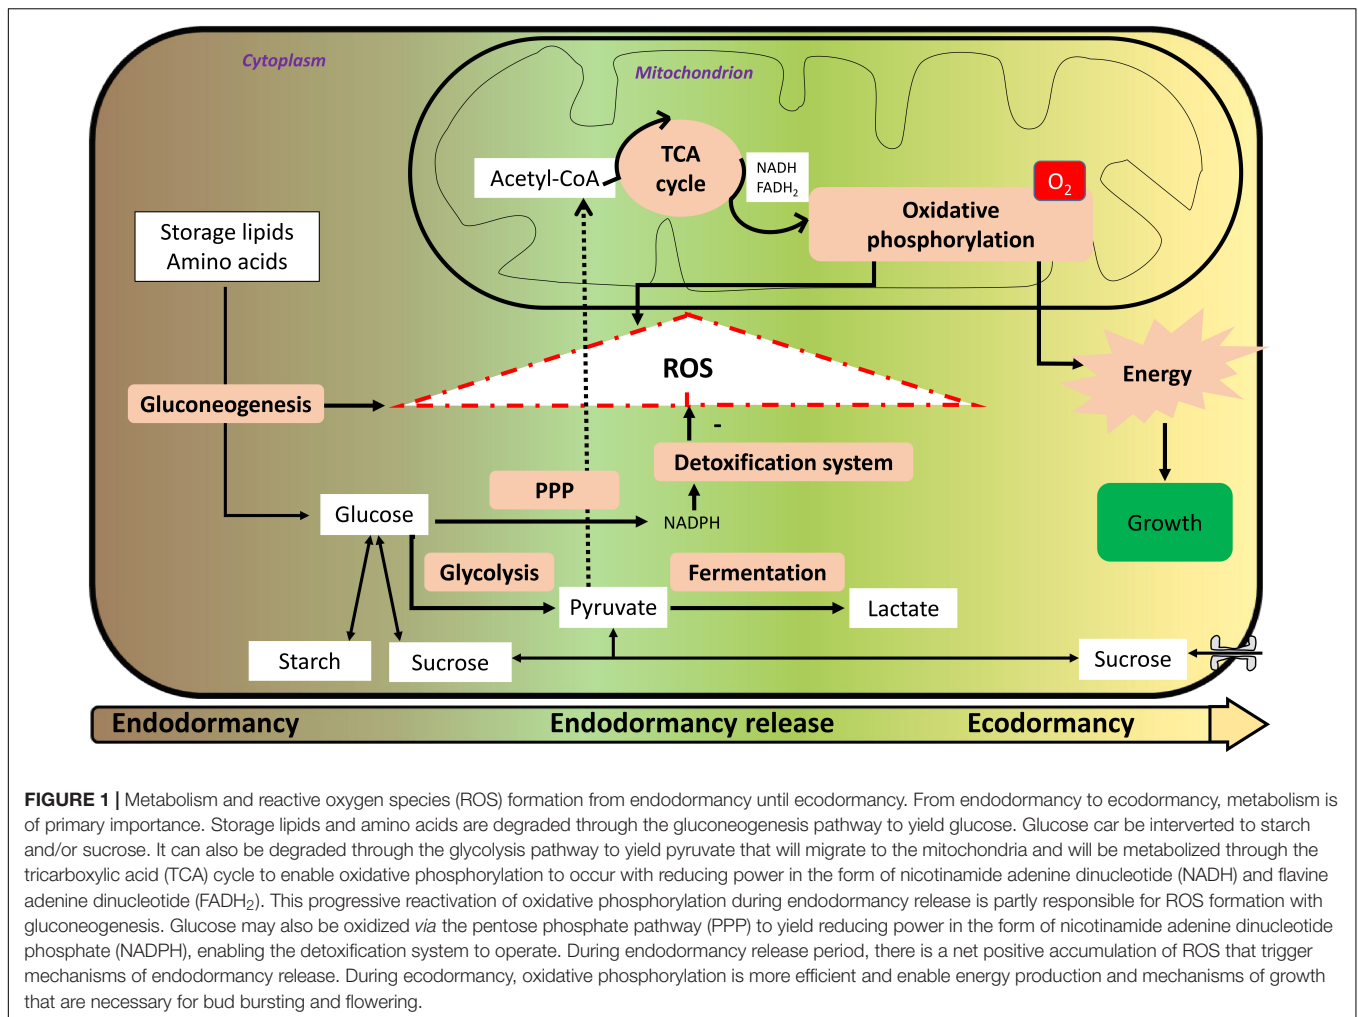 Cytoplasm
Mitochondrion
TCA
cycle
Acetyl-CoA
NADH
FADH2
O2
Oxidative
phosphorylation
Storage lipids
Amino acids
ROS
Energy
Gluconeogenesis
-
Detoxification system
PPP
Glucose
NADPH
Growth
Glycolysis
Fermentation
Pyruvate
Lactate
Starch
Sucrose
Sucrose
Endodormancy
Endodormancy release
Ecodormancy
FIGURE 1 | Metabolism and reactive oxygen species (ROS) formation from endodormancy until ecodormancy. From endodormancy to ecodormancy, metabolism is
of primary importance. Storage lipids and amino acids are degraded through the gluconeogenesis pathway to yield glucose. Glucose car be interverted to starch
and/or sucrose. It can also be degraded through the glycolysis pathway to yield pyruvate that will migrate to the mitochondria and will be metabolized through the
tricarboxylic acid (TCA) cycle to enable oxidative phosphorylation to occur with reducing power in the form of nicotinamide adenine dinucleotide (NADH) and flavine
adenine dinucleotide (FADH2). This progressive reactivation of oxidative phosphorylation during endodormancy release is partly responsible for ROS formation with
gluconeogenesis. Glucose may also be oxidized via the pentose phosphate pathway (PPP) to yield reducing power in the form of nicotinamide adenine dinucleotide
phosphate (NADPH), enabling the detoxification system to operate. During endodormancy release period, there is a net positive accumulation of ROS that trigger
mechanisms of endodormancy release. During ecodormancy, oxidative phosphorylation is more efficient and enable energy production and mechanisms of growth
that are necessary for bud bursting and flowering.